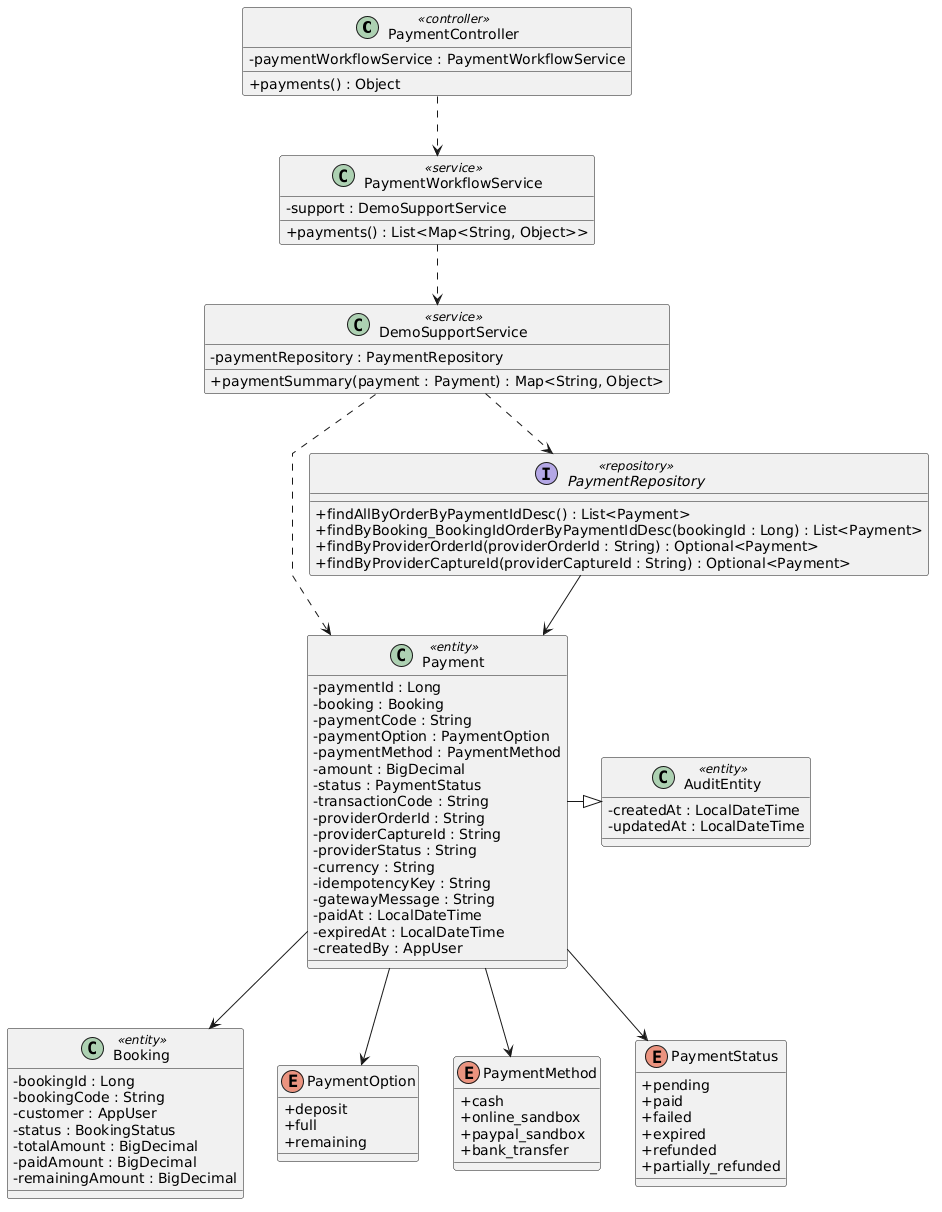 C
«controller»
PaymentController
-paymentWorkflowService : PaymentWorkflowService
+payments() : Object
C
«service»
PaymentWorkflowService
-support : DemoSupportService
+payments() : List<Map<String, Object>>
C
«service»
DemoSupportService
-paymentRepository : PaymentRepository
+paymentSummary(payment : Payment) : Map<String, Object>
I
«repository»
PaymentRepository
+findAllByOrderByPaymentIdDesc() : List<Payment>
+findByBooking_BookingIdOrderByPaymentIdDesc(bookingId : Long) : List<Payment>
+findByProviderOrderId(providerOrderId : String) : Optional<Payment>
+findByProviderCaptureId(providerCaptureId : String) : Optional<Payment>
C
«entity»
Payment
-paymentId : Long
-booking : Booking
-paymentCode : String
-paymentOption : PaymentOption
-paymentMethod : PaymentMethod
-amount : BigDecimal
-status : PaymentStatus
-transactionCode : String
-providerOrderId : String
-providerCaptureId : String
-providerStatus : String
-currency : String
-idempotencyKey : String
-gatewayMessage : String
-paidAt : LocalDateTime
-expiredAt : LocalDateTime
-createdBy : AppUser
C
«entity»
AuditEntity
-createdAt : LocalDateTime
-updatedAt : LocalDateTime
C
«entity»
Booking
-bookingId : Long
-bookingCode : String
-customer : AppUser
-status : BookingStatus
-totalAmount : BigDecimal
-paidAmount : BigDecimal
-remainingAmount : BigDecimal
E
PaymentOption
+deposit
+full
+remaining
E
PaymentMethod
+cash
+online_sandbox
+paypal_sandbox
+bank_transfer
E
PaymentStatus
+pending
+paid
+failed
+expired
+refunded
+partially_refunded